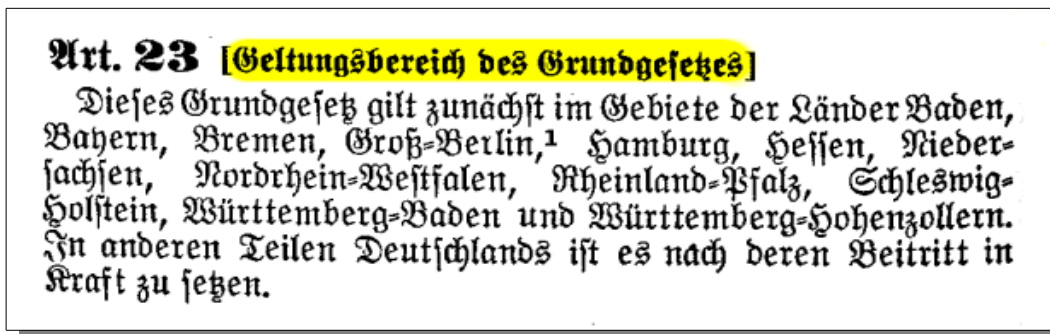 Art. 23 [Geltungsbereich des Grundgesetzes]
Dieses Grundgesetz gilt zunächst im Gebiete der Länder Baden,
Bayern, Bremen, Groß-Berlin,¹ Hamburg, Hessen, Nieder-
sachsen, Nordrhein-Westfalen, Rheinland-Pfalz, Schleswig-
Holstein, Württemberg-Baden und Württemberg-Hohenzollern.
In anderen Teilen Deutschlands ist es nach deren Beitritt in
Kraft zu setzen.